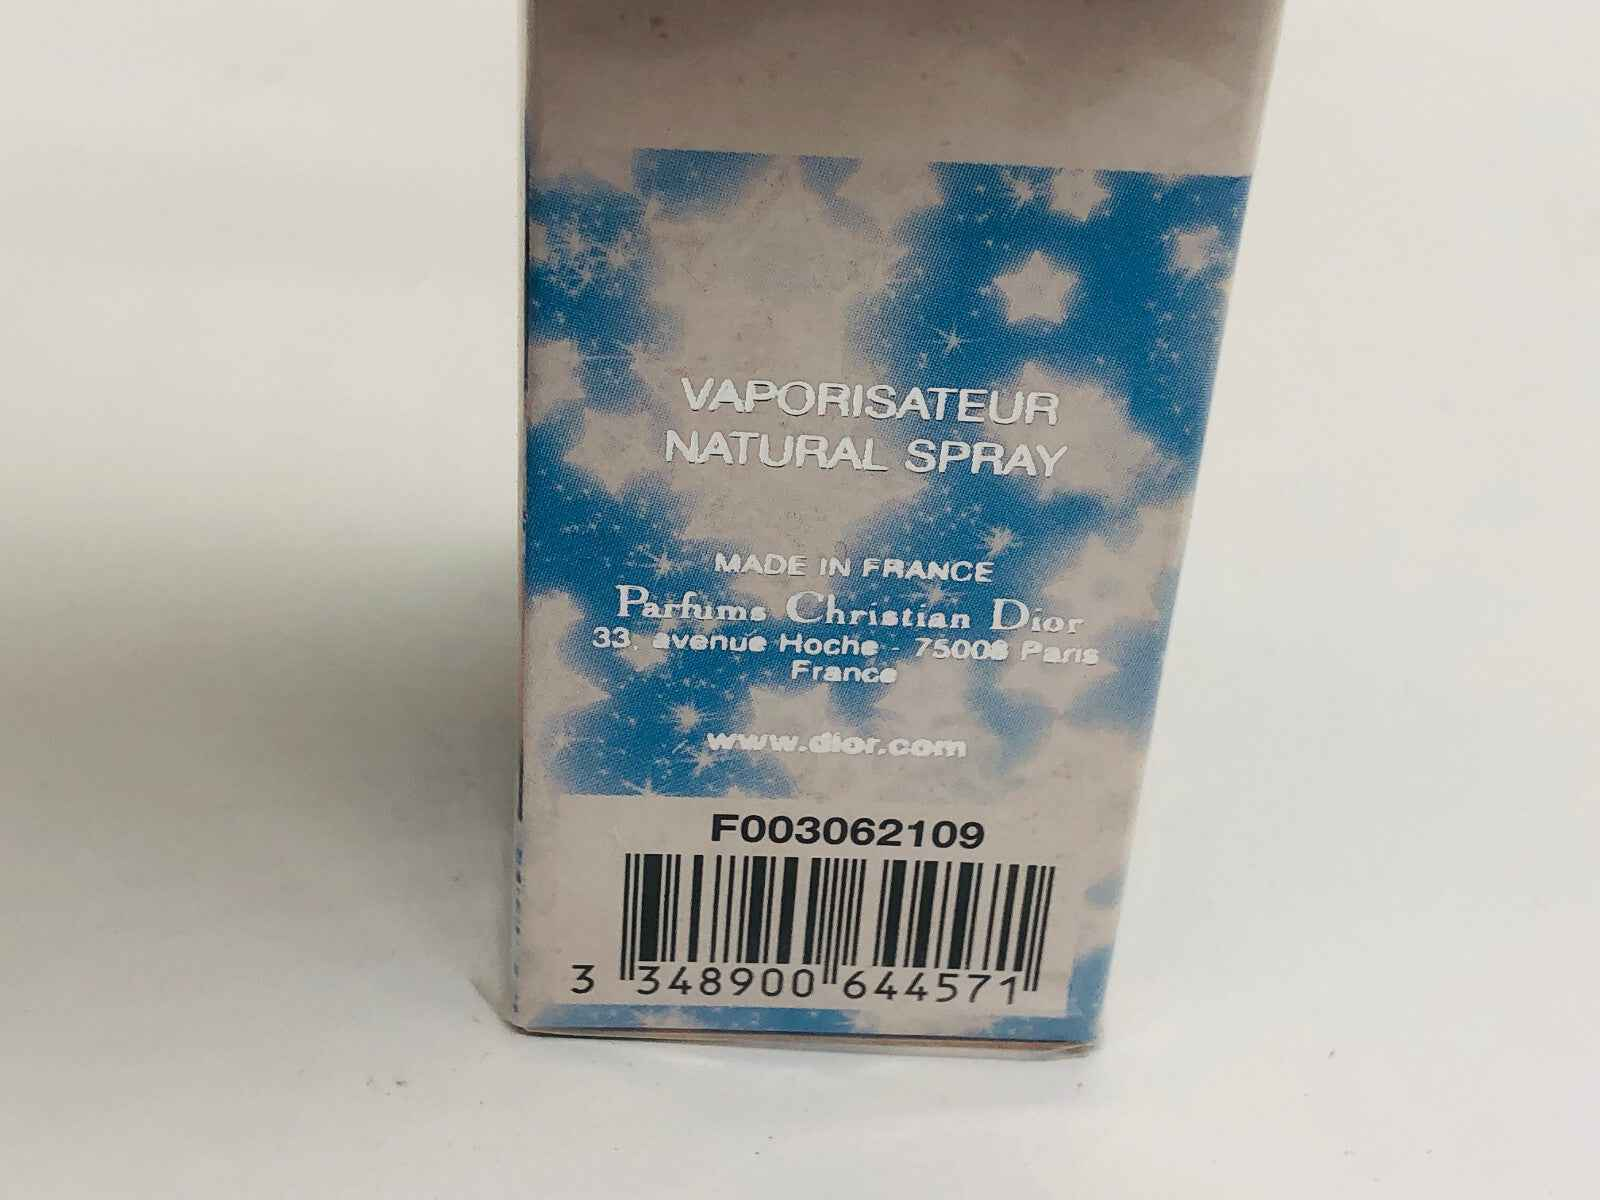 VAPORISATEUR
NATURAL SPRAY
MADE IN FRANCE
Parfums Christian Dior
33, avenue Hoche - 75008 Paris
France
www.dior.com
F003062109
3 348900 644571